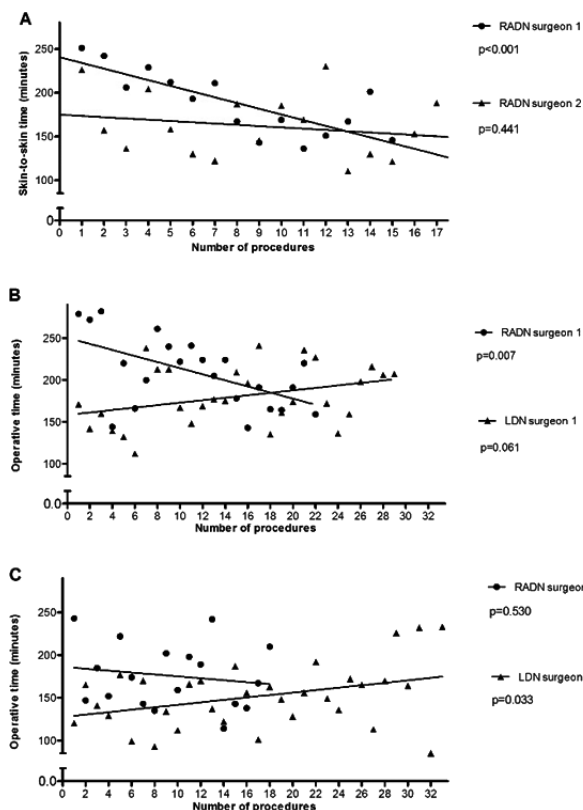 A
250
200
150
100
0
Skin-to-skin time (minutes)
0 1 2 3 4 5 6 7 8 9 10 11 12 13 14 15 16 17
Number of procedures
RADN surgeon 1
p<0.001
RADN surgeon 2
p=0.441
B
250
200
150
100
0.0
Operative time (minutes)
0 2 4 6 8 10 12 14 16 18 20 22 24 26 28 30 32
Number of procedures
RADN surgeon 1
p=0.007
LDN surgeon 1
p=0.061
C
250
200
150
100
0.0
Operative time (minutes)
0 2 4 6 8 10 12 14 16 18 20 22 24 26 28 30 32
Number of procedures
RADN surgeon
p=0.530
LDN surgeon
p=0.033